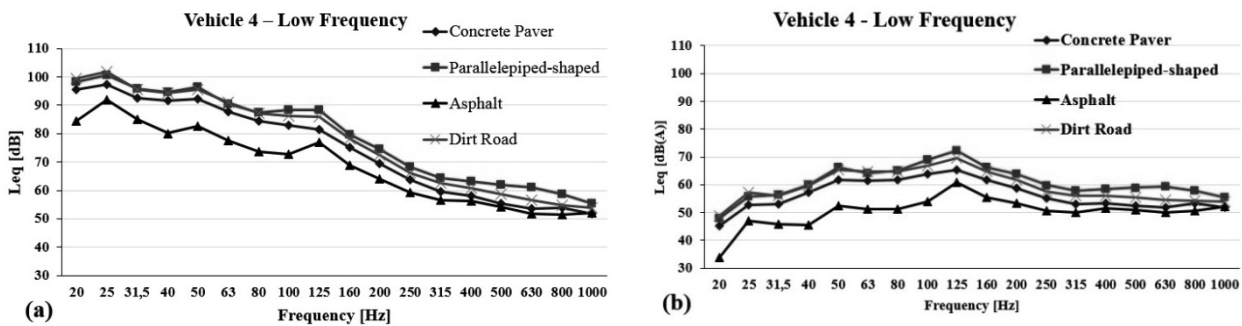 Vehicle 4 – Low Frequency
Concrete Paver
Parallelepiped-shaped
Asphalt
Dirt Road
Leq [dB]
110
100
90
80
70
60
50
40
30
20 25 31,5 40 50 63 80 100 125 160 200 250 315 400 630 800 1000
Frequency [Hz]
(a)
Vehicle 4 - Low Frequency
Concrete Paver
Parallelepiped-shaped
Asphalt
Dirt Road
Leq [dB(A)]
110
100
90
80
70
60
50
40
30
20 25 31,5 40 50 63 80 100 125 160 200 250 315 400 500 630 800 1000
Frequency [Hz]
(b)